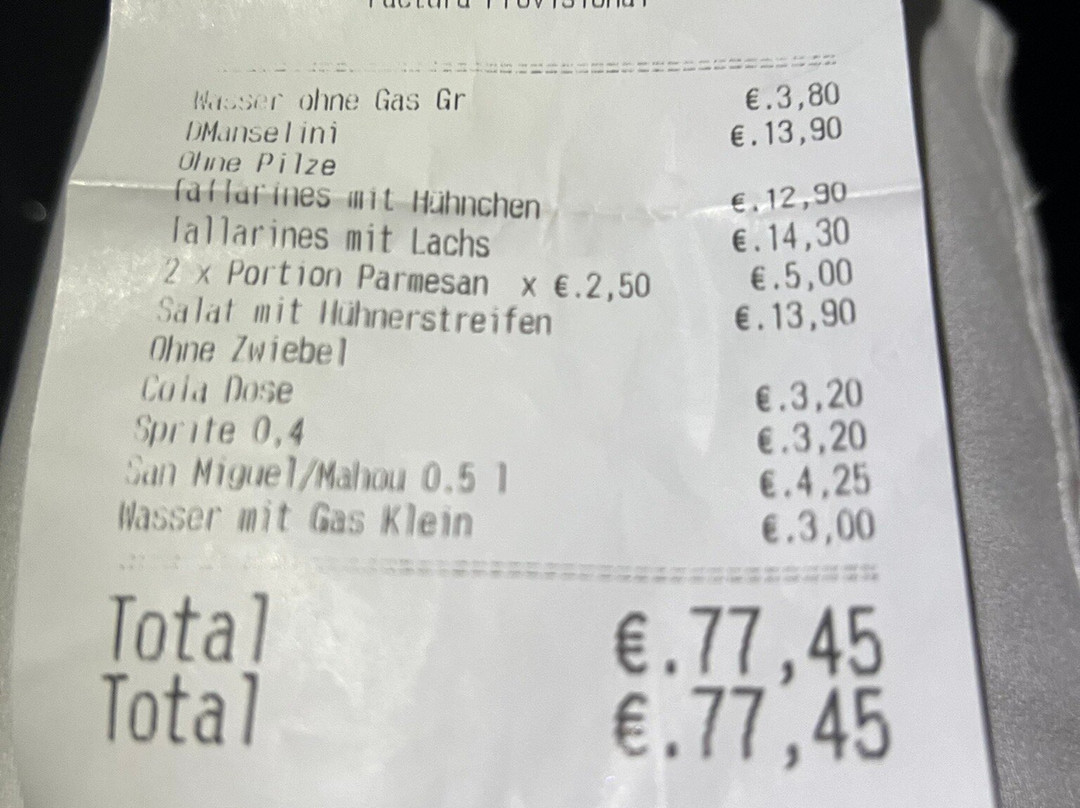 Factura Provisional
Wasser ohne Gas Gr €.3,80
DManselini €.13,90
Ohne Pilze
Tallarines mit Hühnchen €.12,90
Tallarines mit Lachs €.14,30
2 x Portion Parmesan x €.2,50 €.5,00
Salat mit Hühnerstreifen €.13,90
Ohne Zwiebel
Cola Dose €.3,20
Sprite 0,4 €.3,20
San Miguel/Mahou 0.5 l €.4,25
Wasser mit Gas Klein €.3,00
Total €.77,45
Total €.77,45